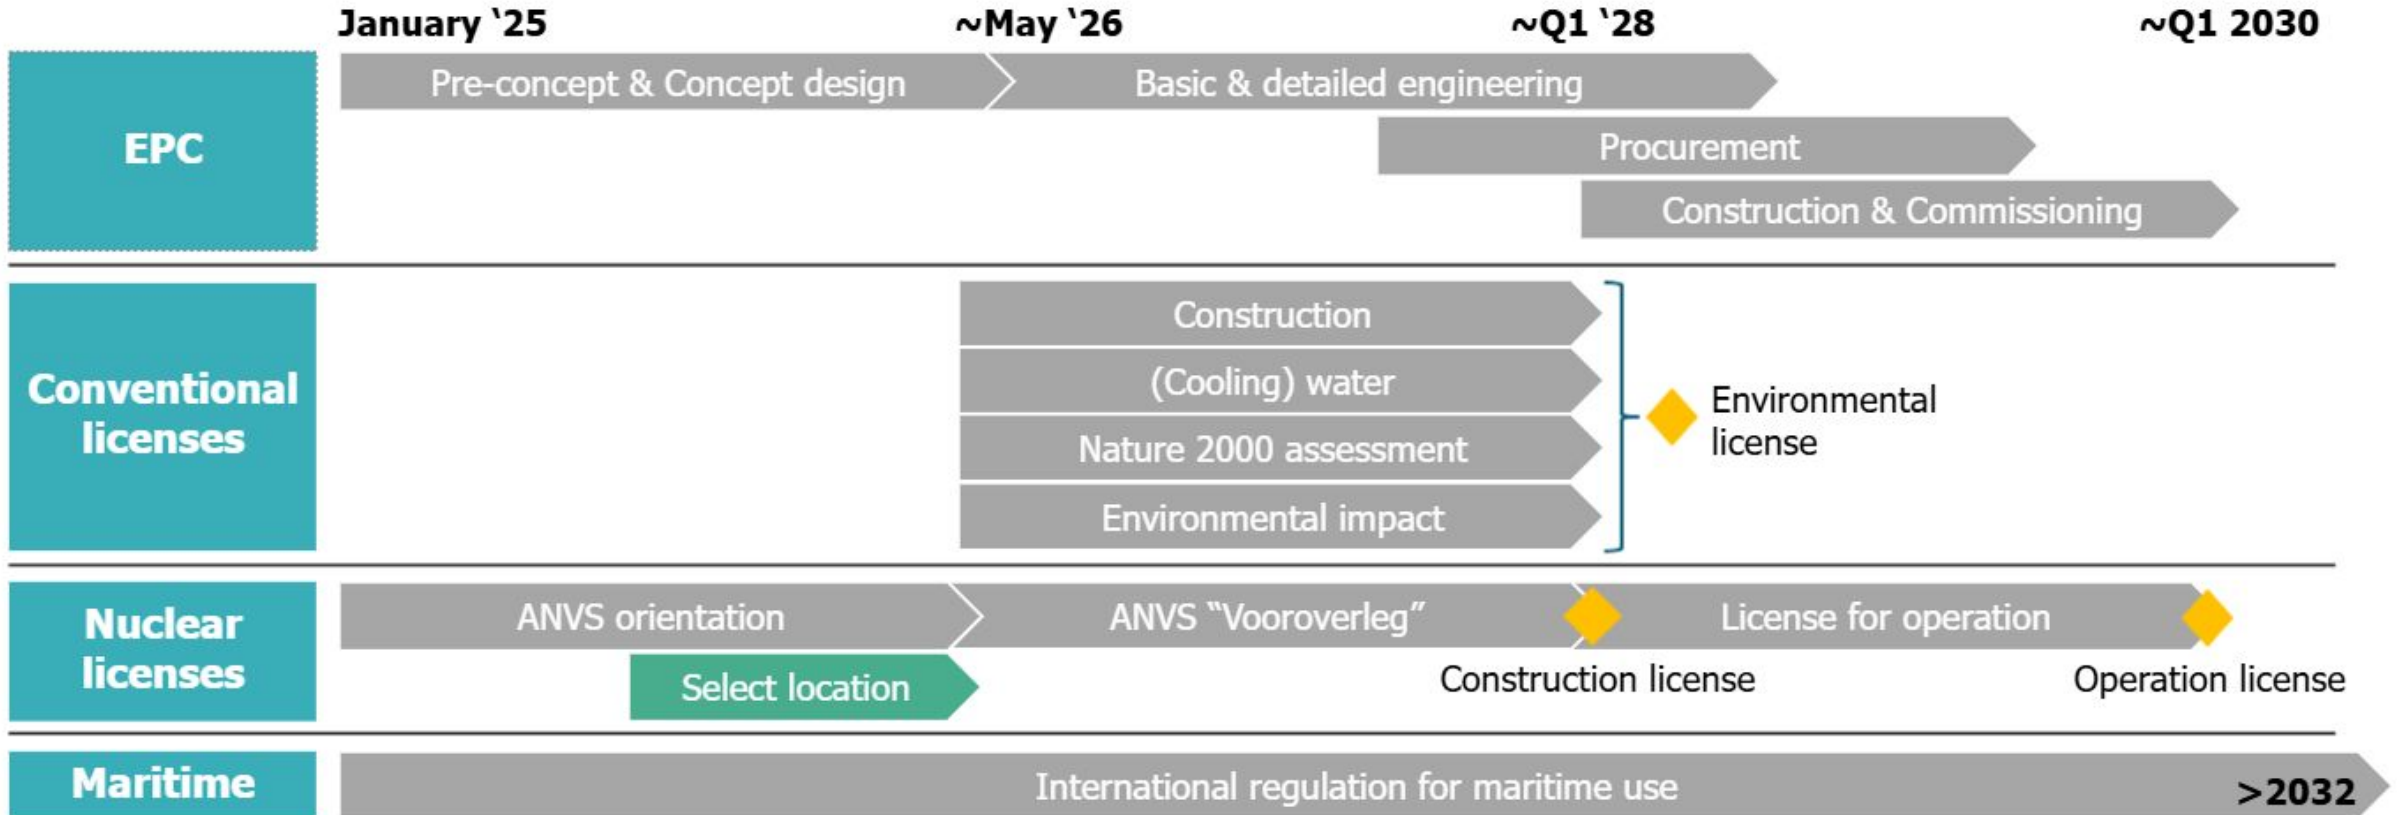 January ‘25
~May ‘26
~Q1 ‘28
~Q1 2030
EPC
Pre-concept & Concept design
Basic & detailed engineering
Procurement
Construction & Commissioning
Conventional
licenses
Construction
(Cooling) water
Nature 2000 assessment
Environmental impact
Environmental
license
Nuclear
licenses
ANVS orientation
ANVS “Vooroverleg”
License for operation
Select location
Construction license
Operation license
Maritime
International regulation for maritime use
>2032